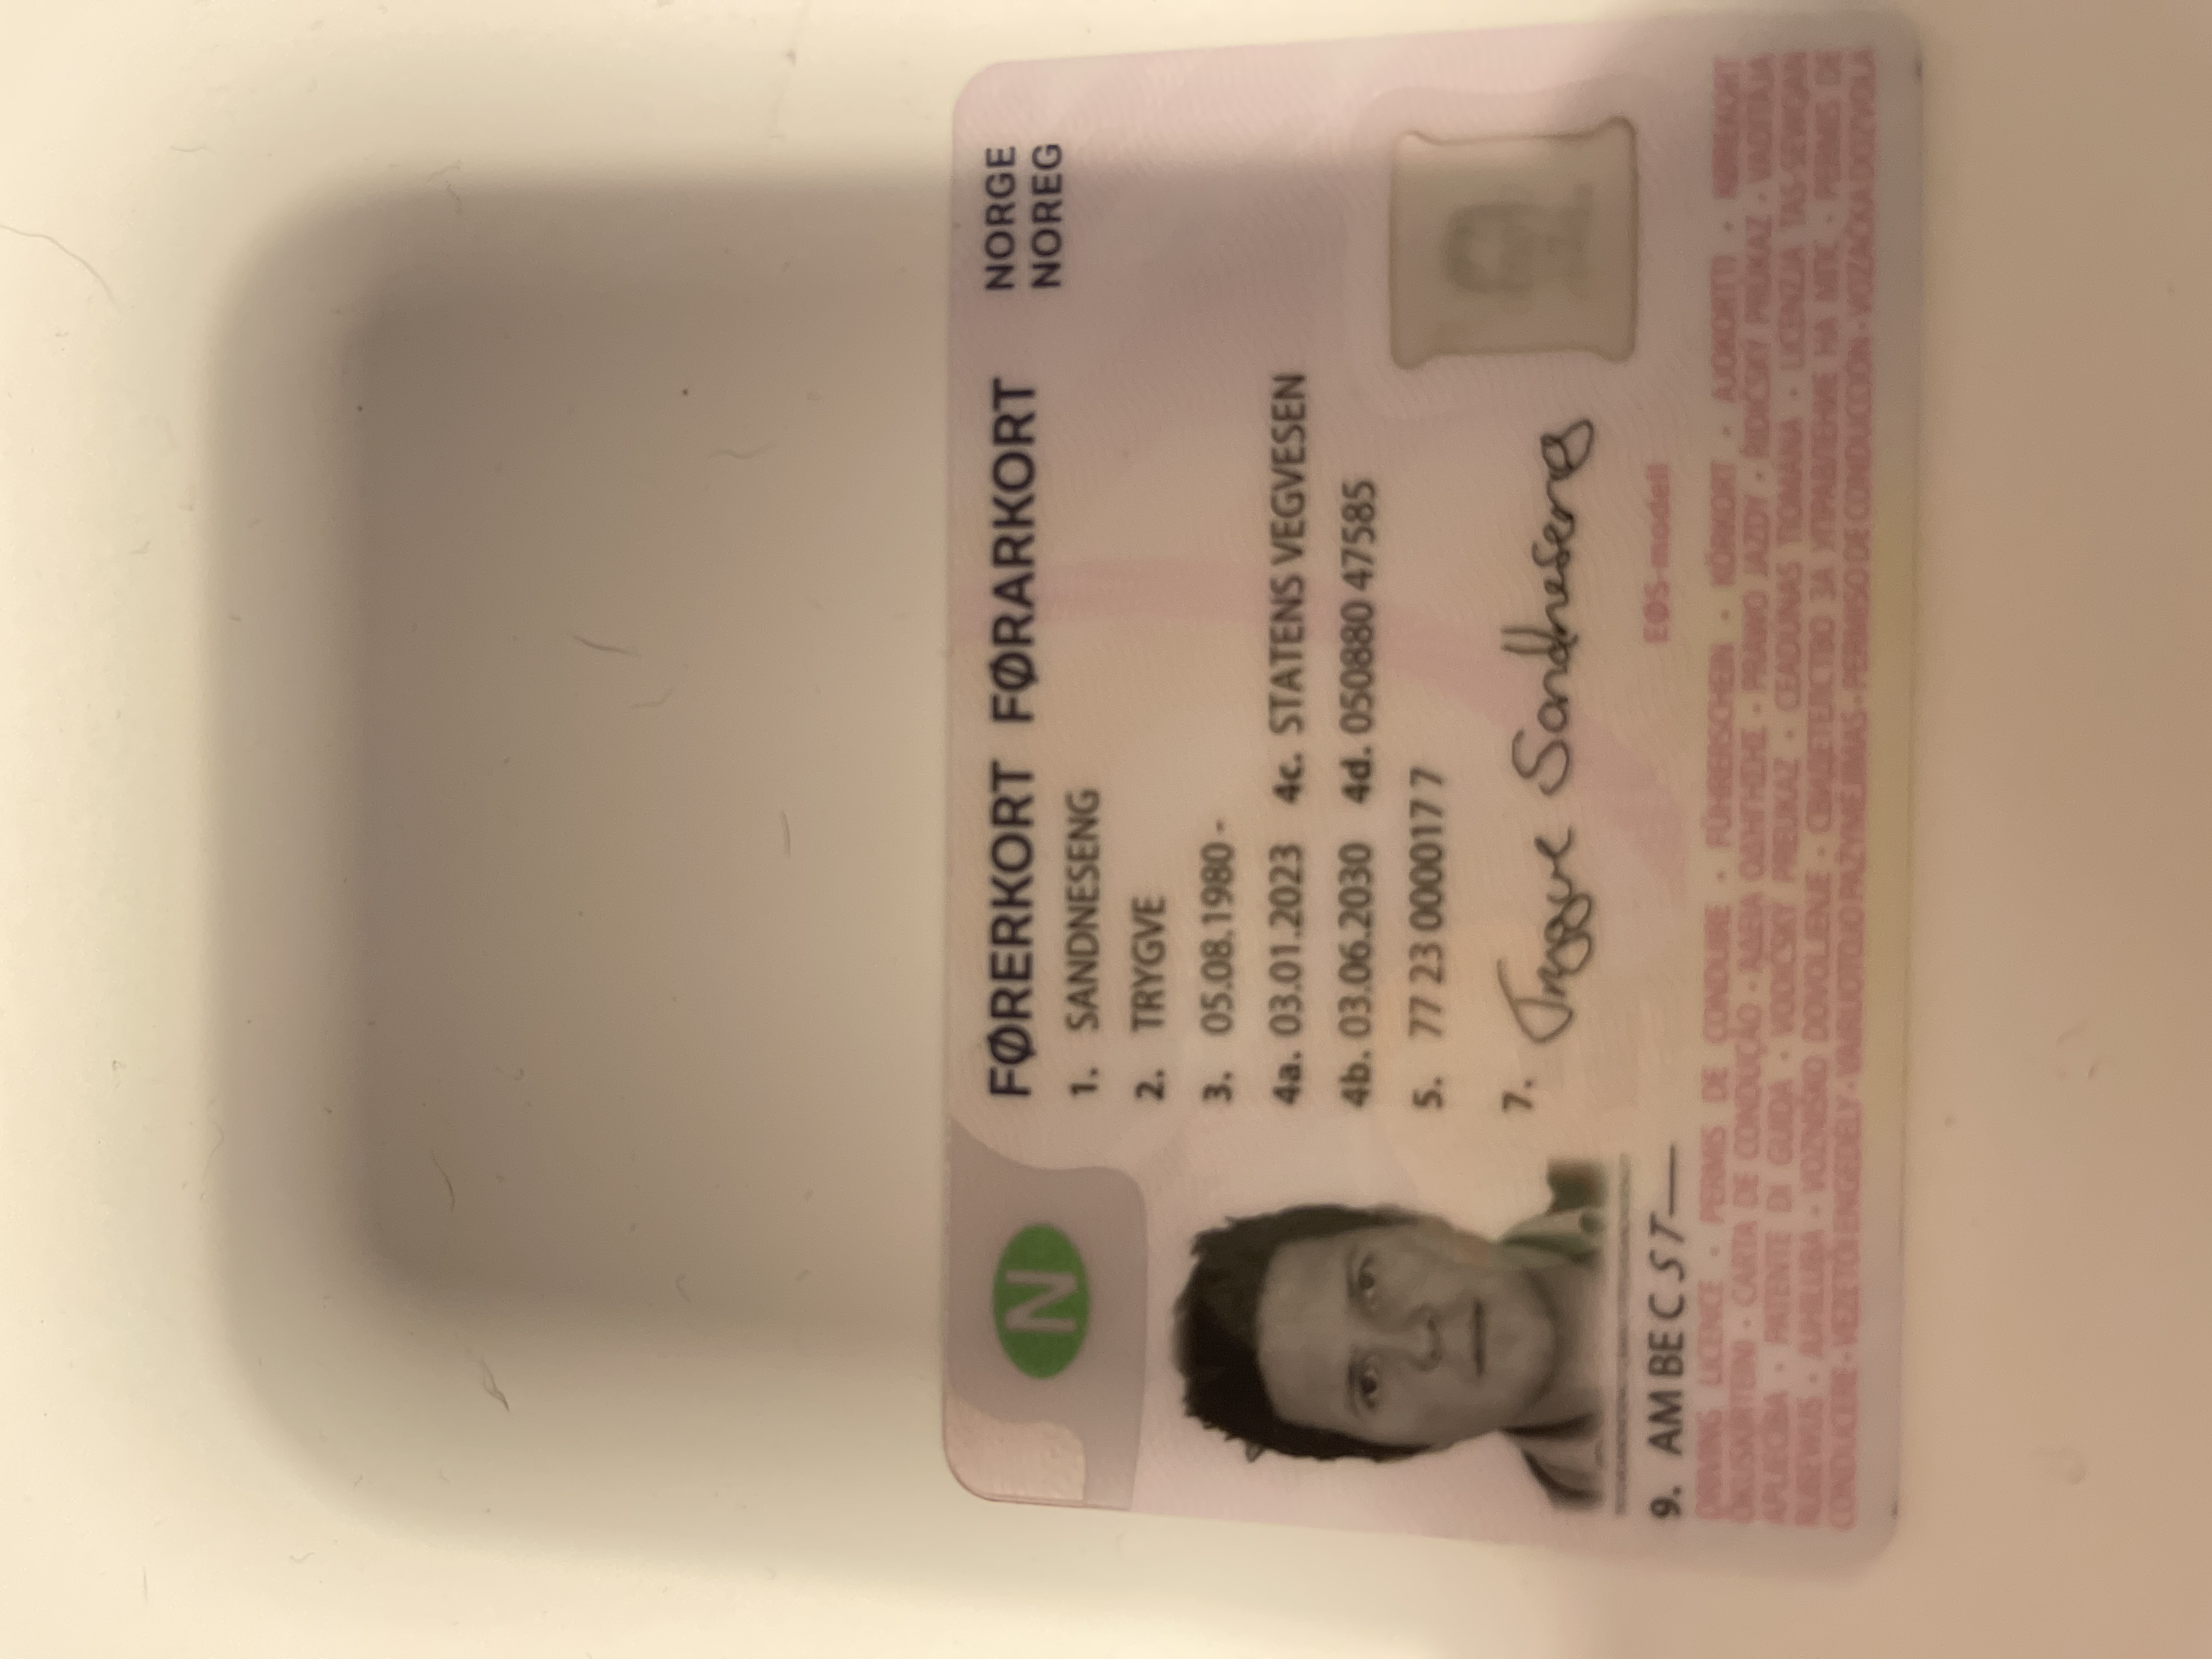 N
FØRERKORT FØRARKORT
NORGE
NOREG
1. SANDNESENG
2. TRYGVE
3. 05.08.1980 -
4a. 03.01.2023 4c. STATENS VEGVESEN
4b. 03.06.2030 4d. 050880 47585
5. 77 23 000017 7
7. Trygve Sandneseng
9. AM BE C S T
EØS-modell
DRIVING LICENCE · PERMIS DE CONDUIRE · FÜHRERSCHEIN · KÖRKORT · AJOKORTTI · KØREKORT
ÖKUSKÍRTEINI · CARTA DE CONDUÇÃO · ΑΔΕΙΑ ΟΔΗΓΗΣΗΣ · PRAWO JAZDY · ŘIDIČSKÝ PRŮKAZ · VADĪTĀJA
APLIECĪBA · PATENTE DI GUIDA · VODIČSKÝ PREUKAZ · CEADÚNAS TIOMÁNA · LIĊENZJA TAS-SEWQAN
RIJBEWIJS · JUHILUBA · VOZNIŠKO DOVOLJENJE · СВИДЕТЕЛСТВО ЗА УПРАВЛЕНИЕ НА МПС · PERMIS DE
CONDUCERE · VEZETŐI ENGEDÉLY · VAIRUOTOJO PAŽYMĖJIMAS · PERMISO DE CONDUCCIÓN · VOZAČKA DOZVOLA